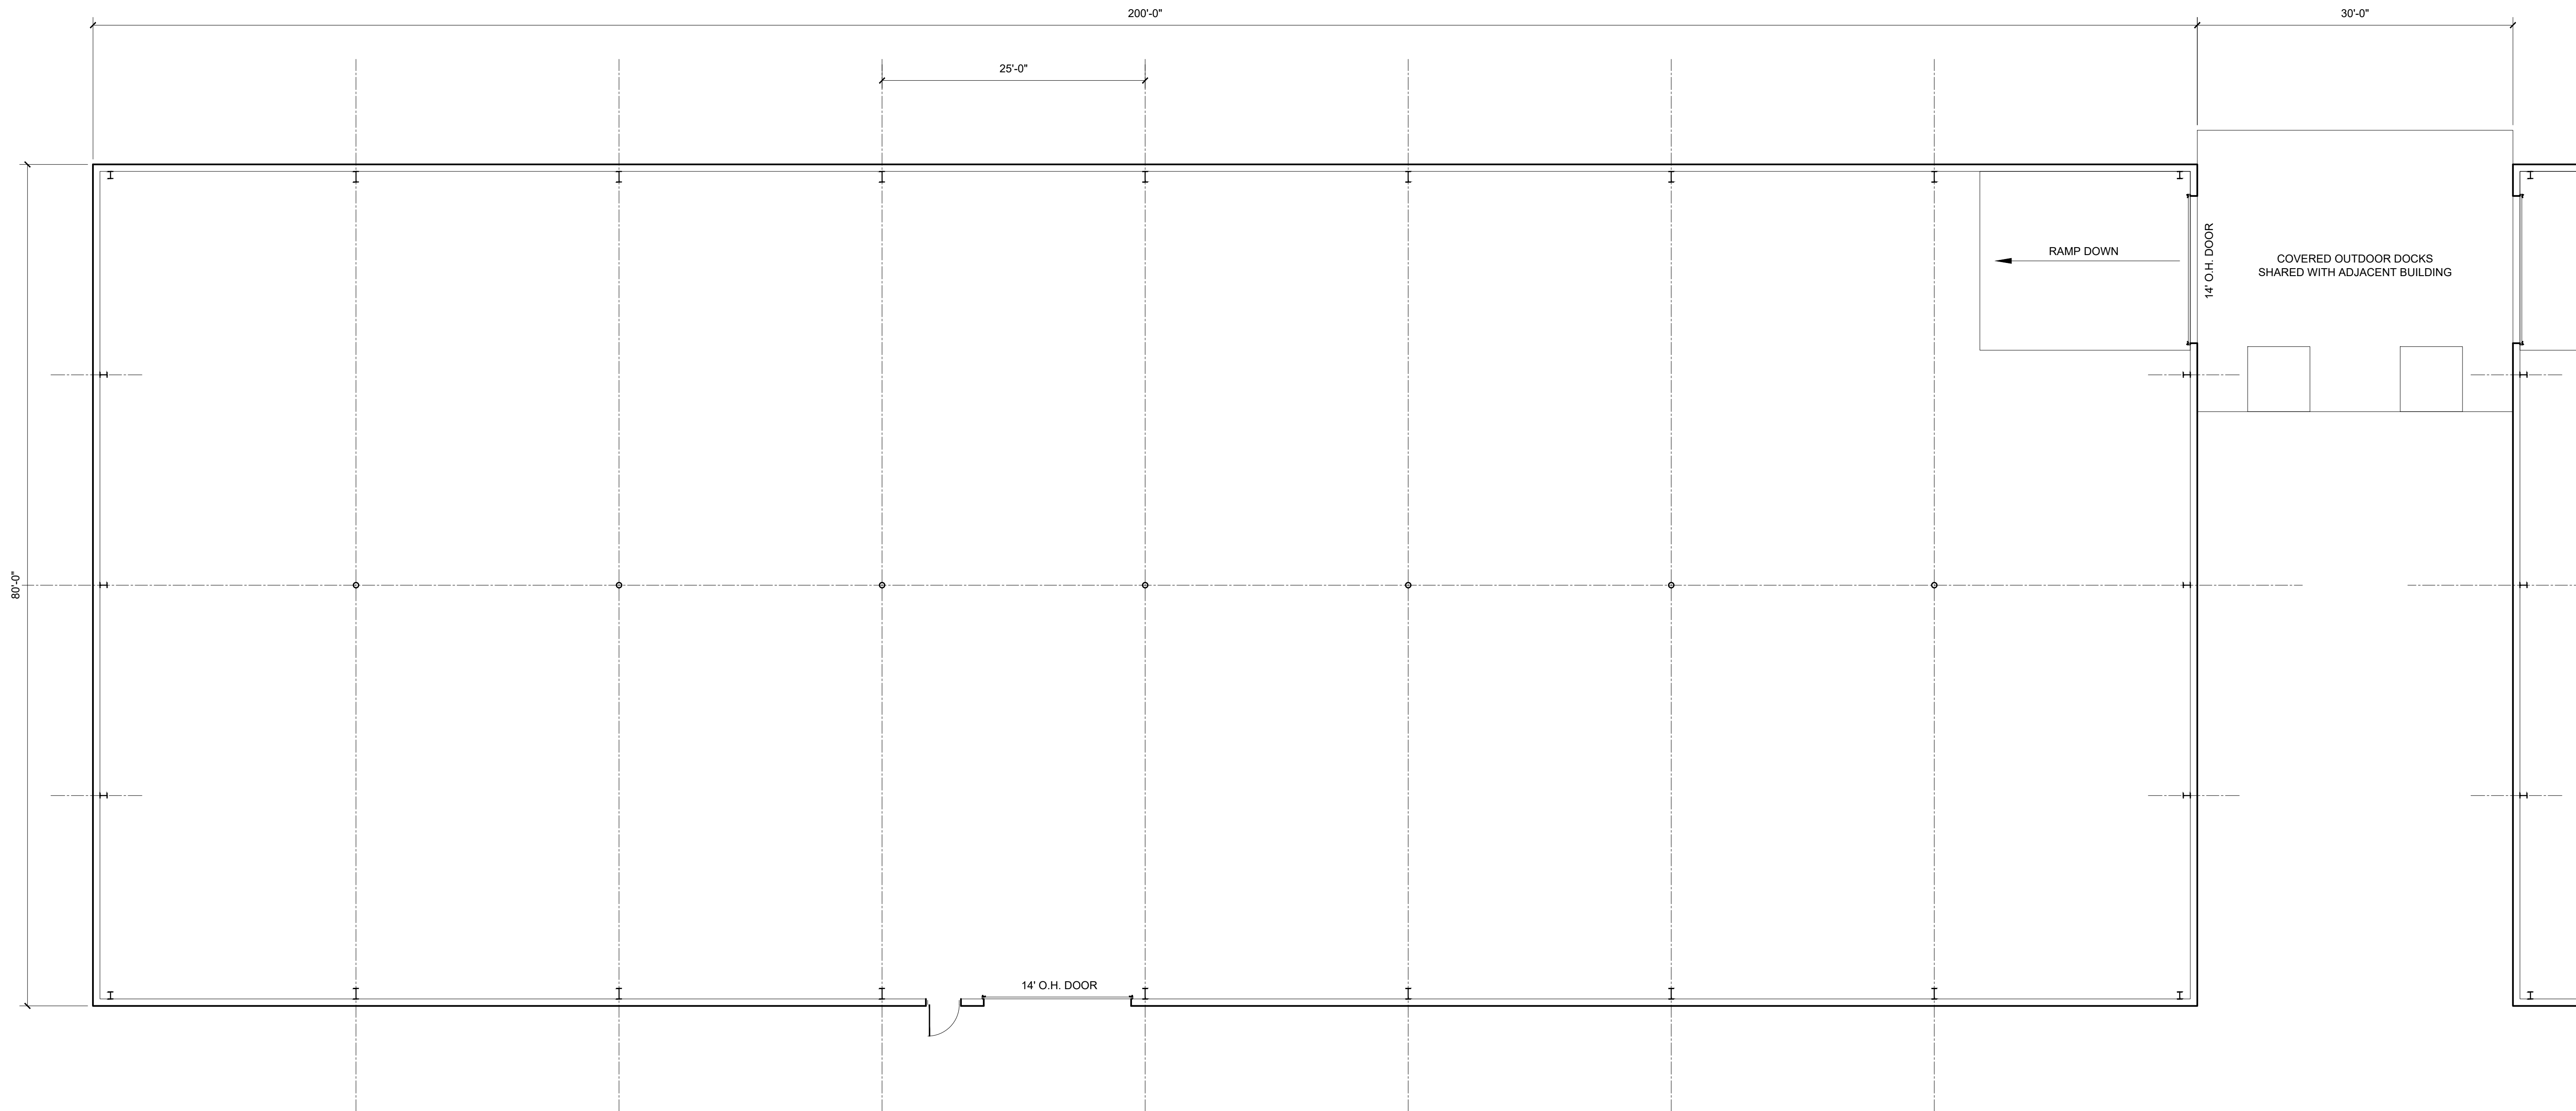 200'-0"
30'-0"
25'-0"
14' O.H. DOOR
RAMP DOWN
COVERED OUTDOOR DOCKS
SHARED WITH ADJACENT BUILDING
80'-0"
14' O.H. DOOR